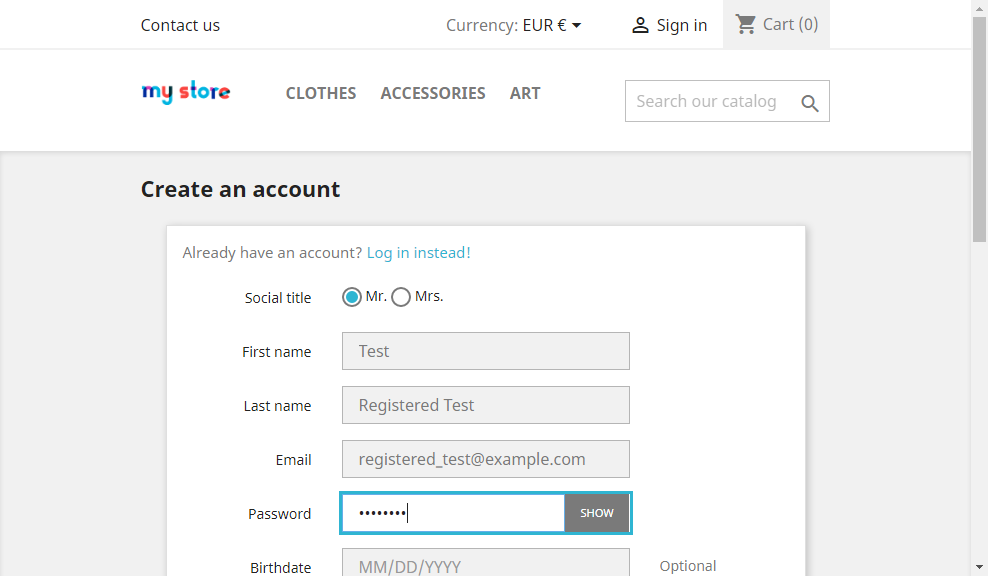 Contact us
Currency: EUR €
Sign in
Cart (0)
my store
CLOTHES ACCESSORIES ART
Search our catalog
Create an account
Already have an account? Log in instead!
Social title Mr. Mrs.
First name Test
Last name Registered Test
Email registered_test@example.com
Password •••••••• SHOW
Birthdate MM/DD/YYYY Optional